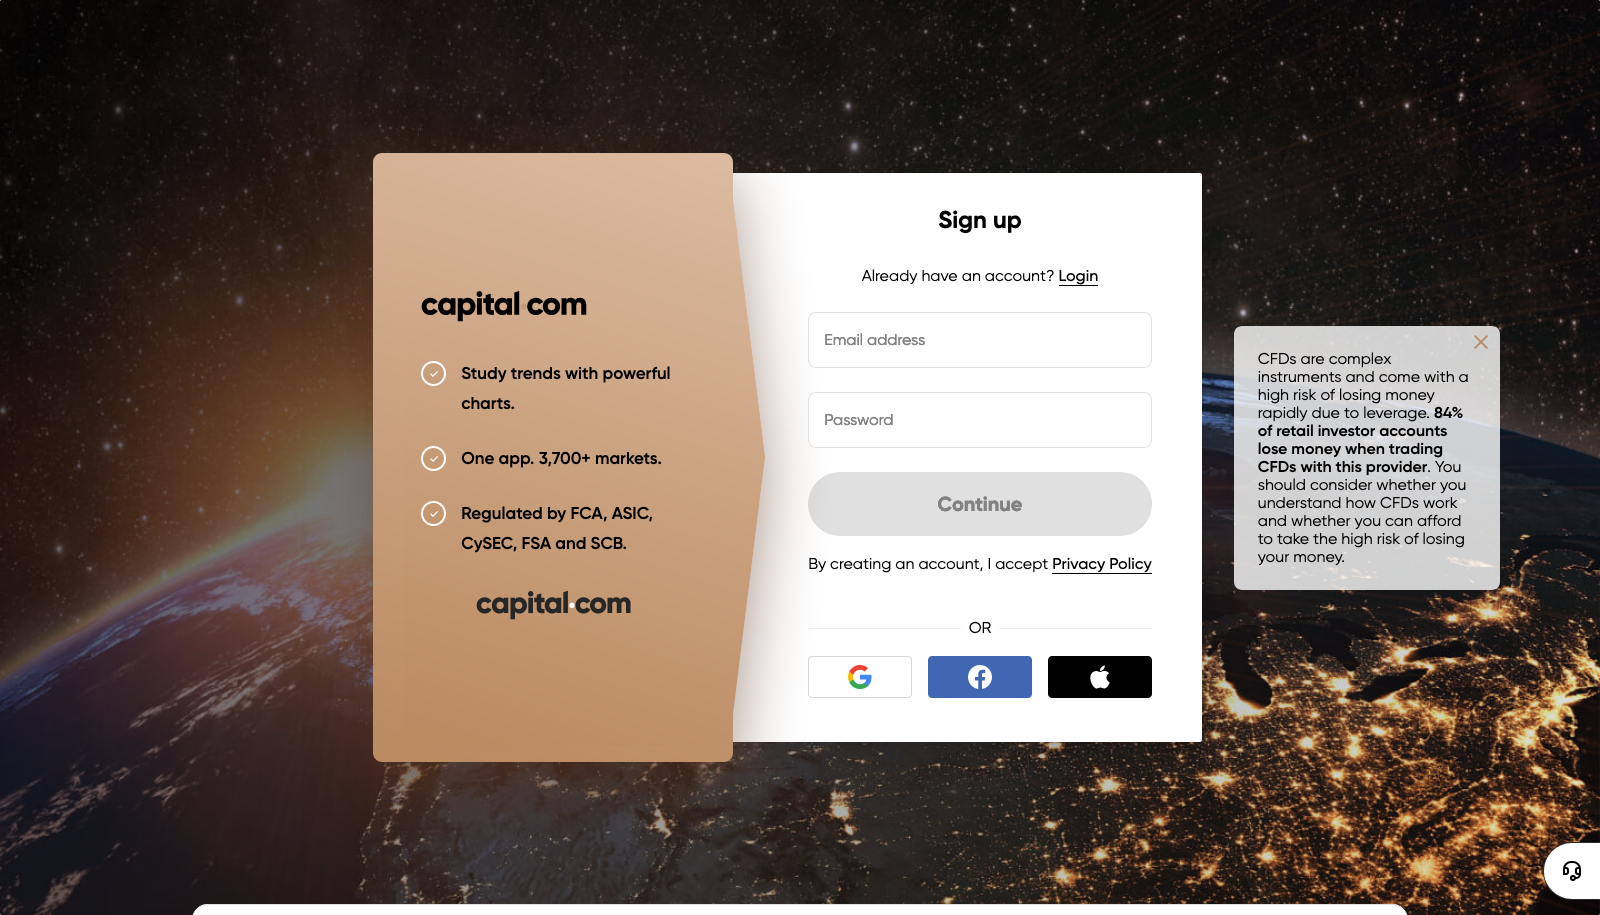 capital com
Study trends with powerful
charts.
One app. 3,700+ markets.
Regulated by FCA, ASIC,
CySEC, FSA and SCB.
capital.com
Sign up
Already have an account? Login
Email address
Password
Continue
By creating an account, I accept Privacy Policy
OR
CFDs are complex
instruments and come with a
high risk of losing money
rapidly due to leverage. 84%
of retail investor accounts
lose money when trading
CFDs with this provider. You
should consider whether you
understand how CFDs work
and whether you can afford
to take the high risk of losing
your money.